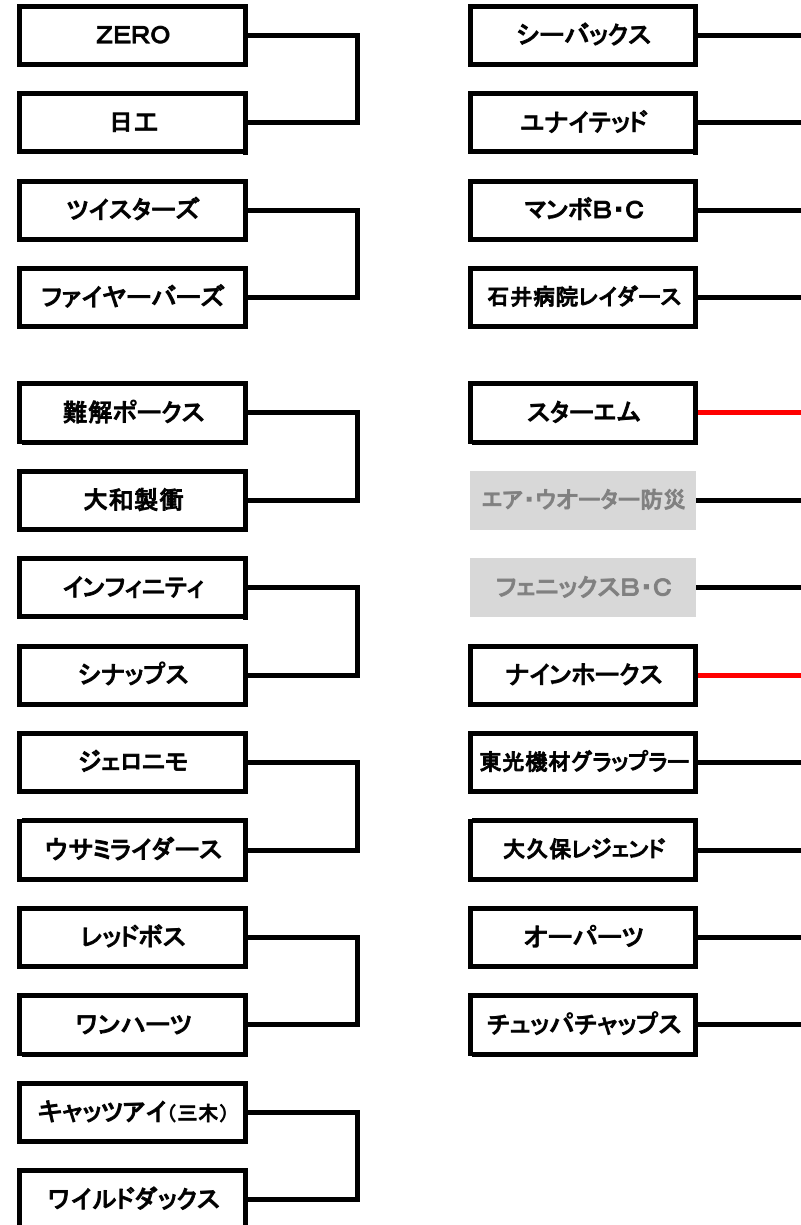 ZERO
日工
ツイスターズ
ファイヤーバーズ
難解ポークス
大和製衡
インフィニティ
シナップス
ジェロニモ
ウサミライダース
レッドボス
ワンハーツ
キャッツアイ(三木)
ワイルドダックス
シーバックス
ユナイテッド
マンボB・C
石井病院レイダース
スターエム
エア・ウオーター防災
フェニックスB・C
ナインホークス
東光機材グラップラー
大久保レジェンド
オーパーツ
チュッパチャップス